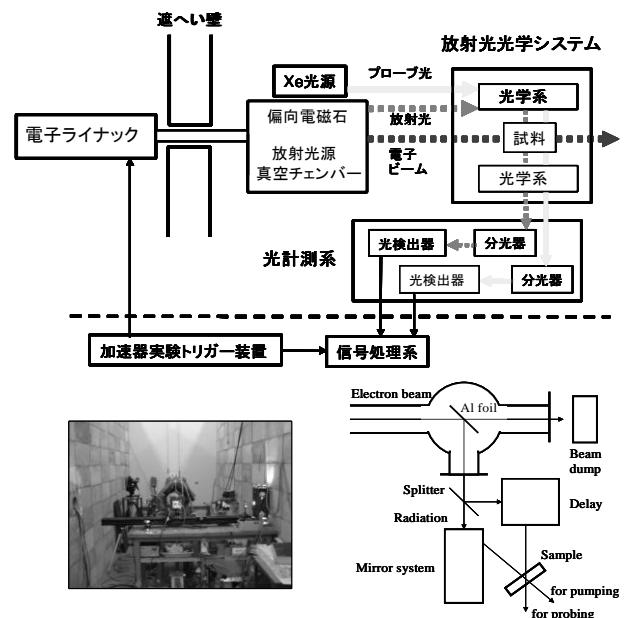 遮へい壁
放射光光学システム
Xe光源
プローブ光
光学系
偏向電磁石
放射光
電子ライナック
試料
放射光源
真空チェンバー
電子
ビーム
光学系
光検出器
分光器
光計測系
光検出器
分光器
加速器実験トリガー装置
信号処理系
Electron beam
Al foil
Beam
dump
Splitter
Delay
Radiation
Sample
Mirror system
for pumping
for probing